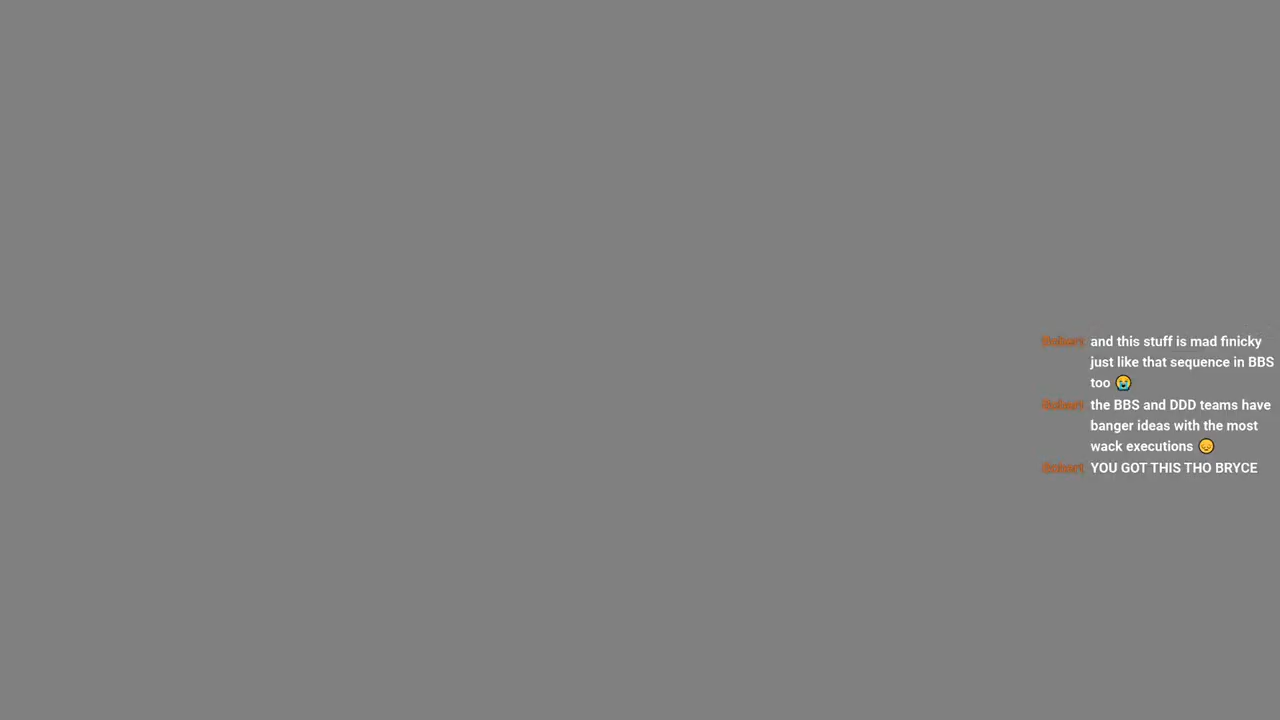 and this stuff is mad finicky
just like that sequence in BBS
too 😭
the BBS and DDD teams have
banger ideas with the most
wack executions 😞
YOU GOT THIS THO BRYCE